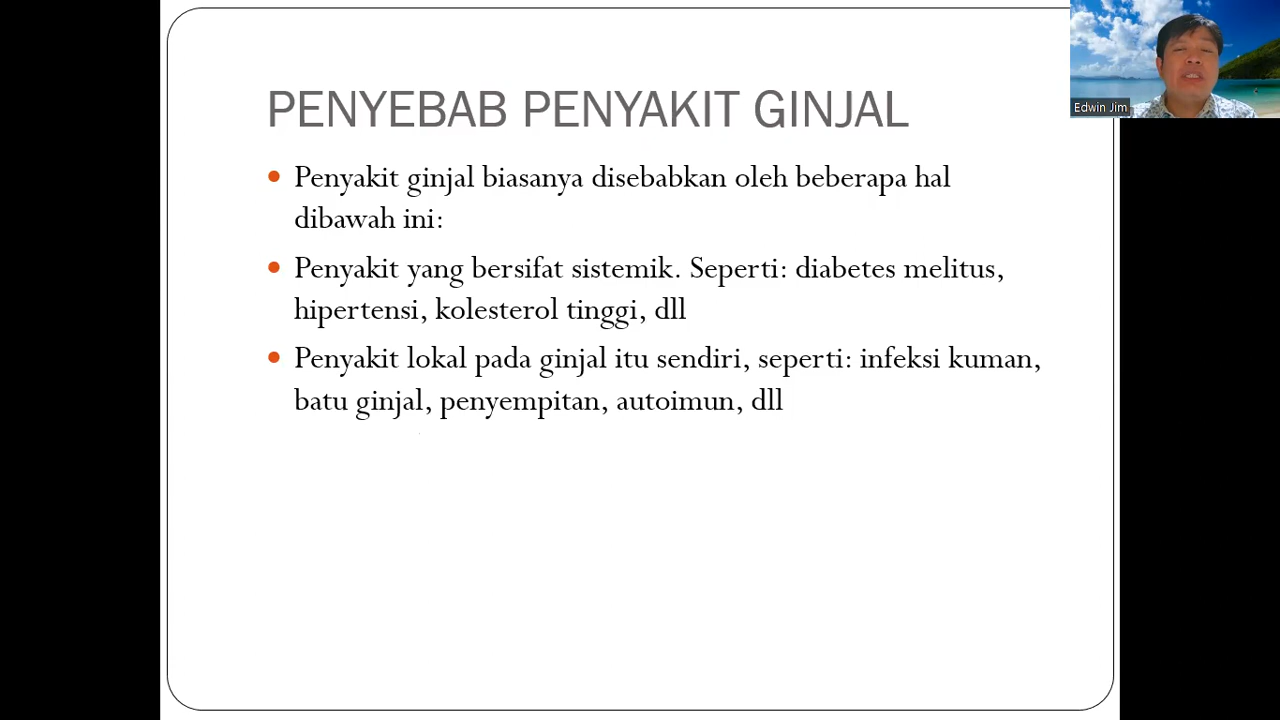 PENYEBAB PENYAKIT GINJAL
Edwin Jim
Penyakit ginjal biasanya disebabkan oleh beberapa hal
dibawah ini:
Penyakit yang bersifat sistemik. Seperti: diabetes melitus,
hipertensi, kolesterol tinggi, dll
Penyakit lokal pada ginjal itu sendiri, seperti: infeksi kuman,
batu ginjal, penyempitan, autoimun, dll